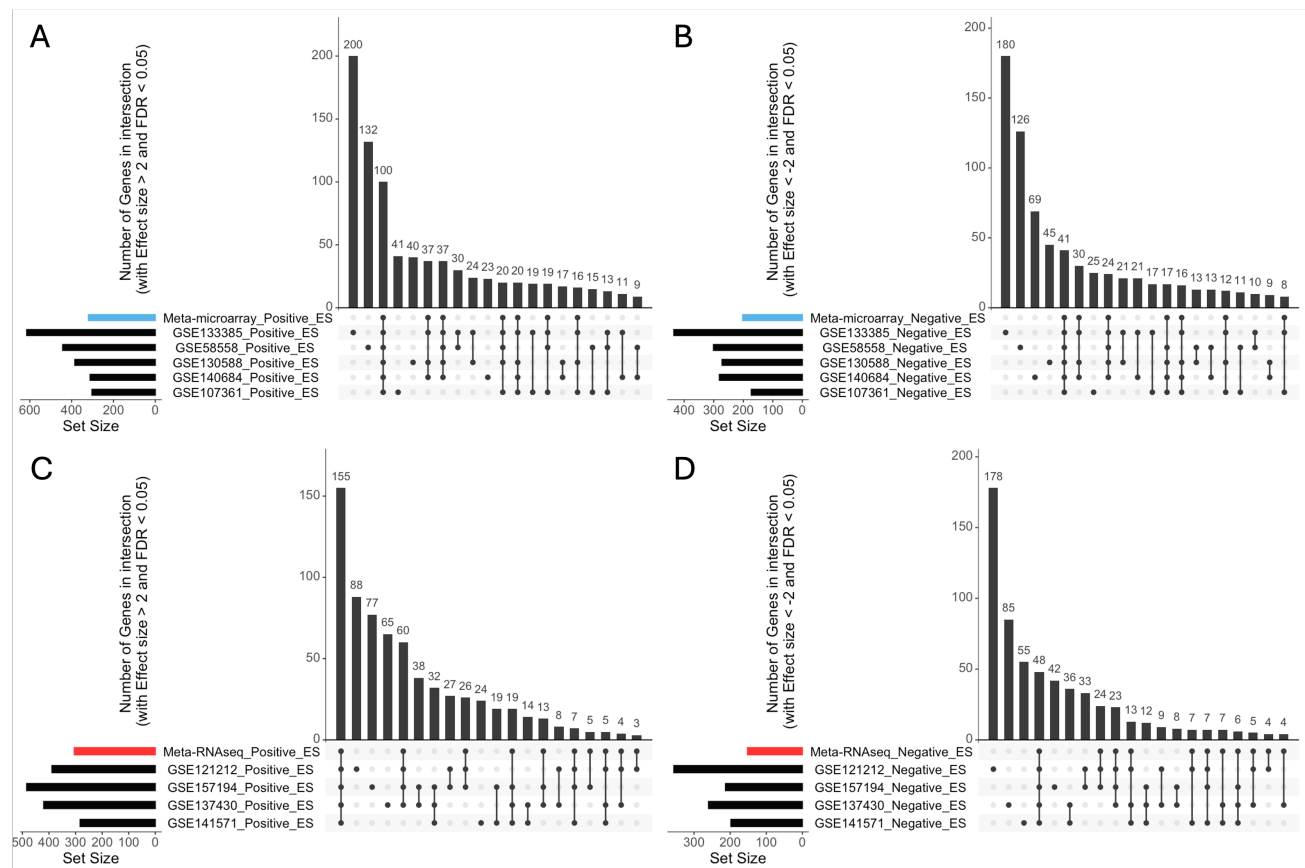 A
Number of Genes in intersection
(with Effect size > 2 and FDR < 0.05)
200
150
100
50
0
200 132 100 41 40 37 37 30 24 23 20 20 19 19 17 16 15 13 11 9
Meta-microarray_Positive_ES
GSE133385_Positive_ES
GSE58558_Positive_ES
GSE130588_Positive_ES
GSE140684_Positive_ES
GSE107361_Positive_ES
600 400 200 0
Set Size
B
Number of Genes in intersection
(with Effect size < -2 and FDR < 0.05)
200
150
100
50
0
180 126 69 45 41 30 25 24 21 21 17 17 16 13 13 12 11 10 9 8
Meta-microarray_Negative_ES
GSE133385_Negative_ES
GSE58558_Negative_ES
GSE130588_Negative_ES
GSE140684_Negative_ES
GSE107361_Negative_ES
400 300 200 100 0
Set Size
C
Number of Genes in intersection
(with Effect size > 2 and FDR < 0.05)
150
100
50
0
155 88 77 65 60 38 32 27 26 24 19 19 14 13 8 7 5 5 4 3
Meta-RNAseq_Positive_ES
GSE121212_Positive_ES
GSE157194_Positive_ES
GSE137430_Positive_ES
GSE141571_Positive_ES
500 400 300 200 100 0
Set Size
D
Number of Genes in intersection
(with Effect size < -2 and FDR < 0.05)
200
150
100
50
0
178 85 55 48 42 36 33 24 23 13 12 9 8 7 7 7 6 5 4 4
Meta-RNAseq_Negative_ES
GSE121212_Negative_ES
GSE157194_Negative_ES
GSE137430_Negative_ES
GSE141571_Negative_ES
300 200 100 0
Set Size